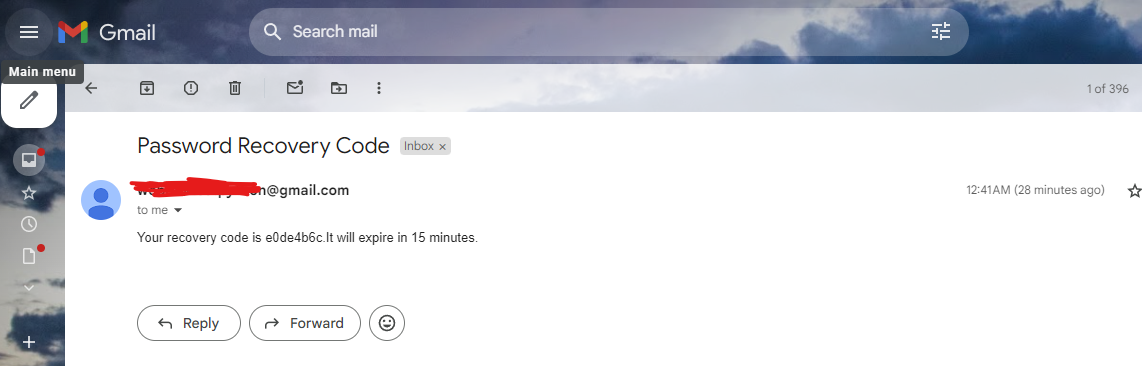 Gmail
Search mail
Main menu
1 of 396
Password Recovery Code
Inbox ×
n@gmail.com
12:41AM (28 minutes ago)
to me
Your recovery code is e0de4b6c.It will expire in 15 minutes.
Reply
Forward